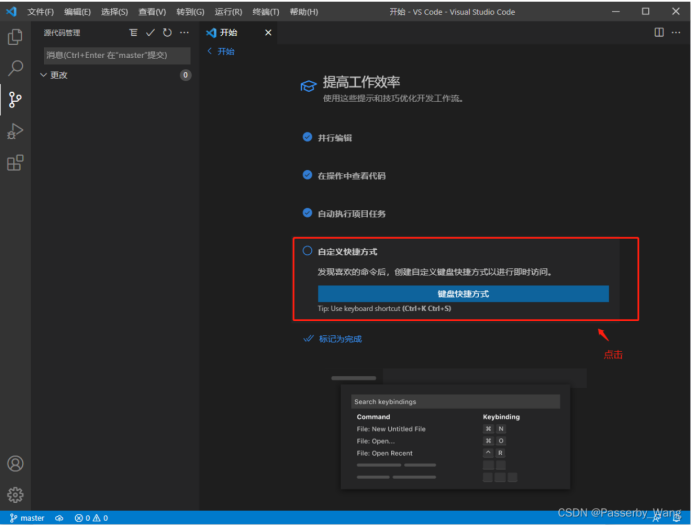 文件(F) 编辑(E) 选择(S) 查看(V) 转到(G) 运行(R) 终端(T) 帮助(H) 开始 - VS Code - Visual Studio Code
源代码管理
开始
消息(Ctrl+Enter 在"master"提交)
开始
更改 0
提高工作效率
使用这些提示和技巧优化开发工作流。
并行编辑
在操作中查看代码
自动执行项目任务
自定义快捷方式
发现喜欢的命令后，创建自定义键盘快捷方式以进行即时访问。
键盘快捷方式
Tip: Use keyboard shortcut (Ctrl+K Ctrl+S)
标记为完成
点击
Search keybindings
Command Keybinding
File: New Untitled File ⌘ N
File: Open... ⌘ O
File: Open Recent ^ R
master 0 0
CSDN @Passerby_Wang